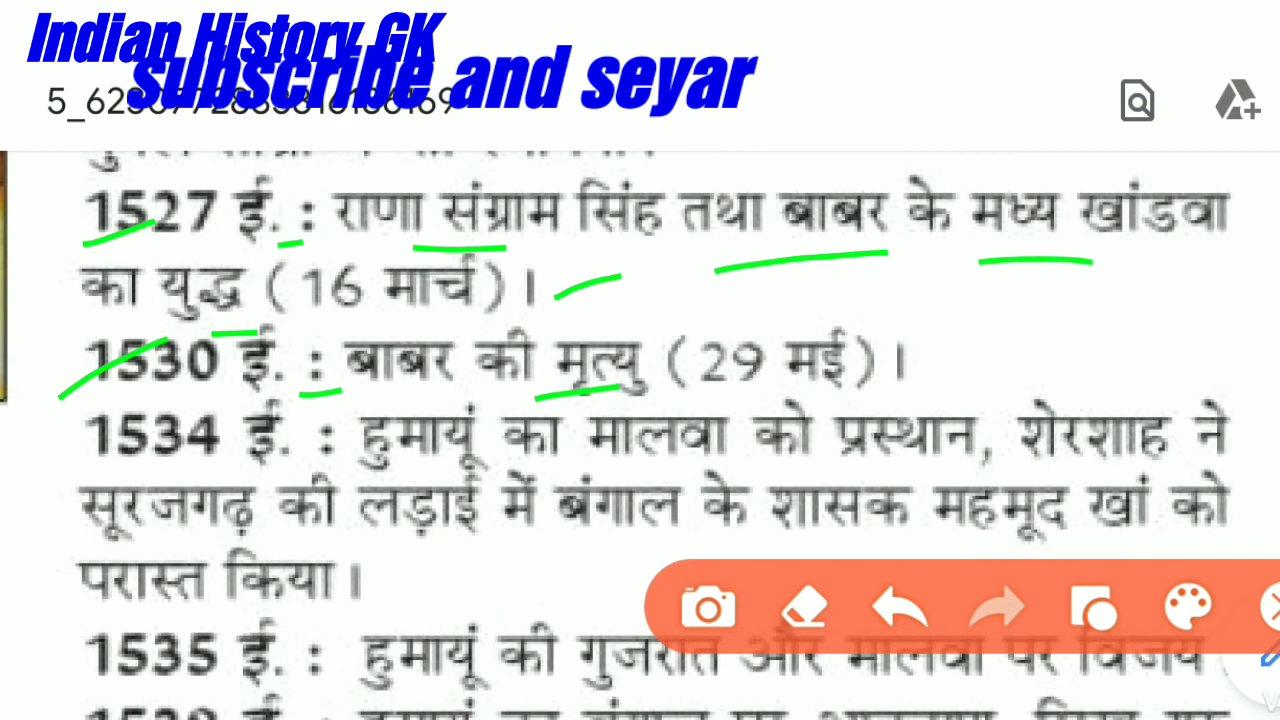 Indian History GK
subscribe and seyar
1527 ई. : राणा संग्राम सिंह तथा बाबर के मध्य खांडवा
का युद्ध (16 मार्च)।
1530 ई. : बाबर की मृत्यु (29 मई)।
1534 ई. : हुमायूं का मालवा को प्रस्थान, शेरशाह ने
सूरजगढ़ की लड़ाई में बंगाल के शासक महमूद खां को
परास्त किया।
1535 ई. : हुमायूं की गुजरात और मालवा पर विजय